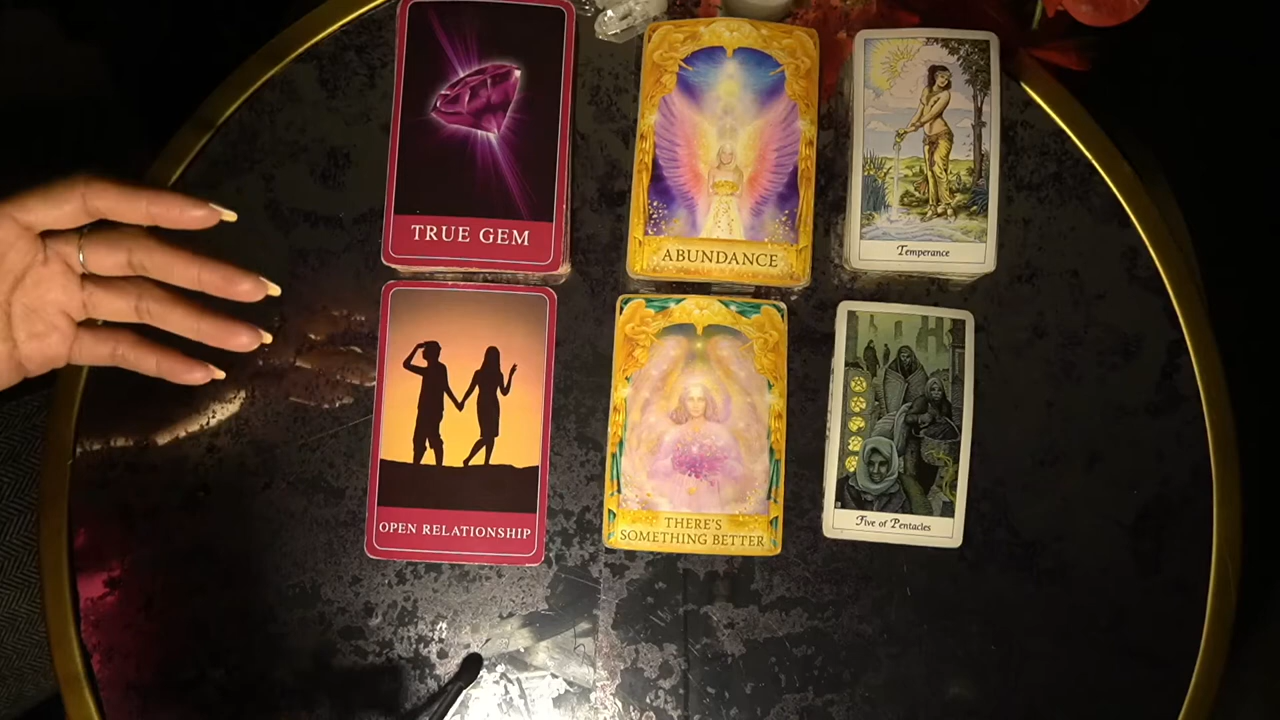 TRUE GEM
ABUNDANCE
Temperance
OPEN RELATIONSHIP
THERE'S
SOMETHING BETTER
Five of Pentacles